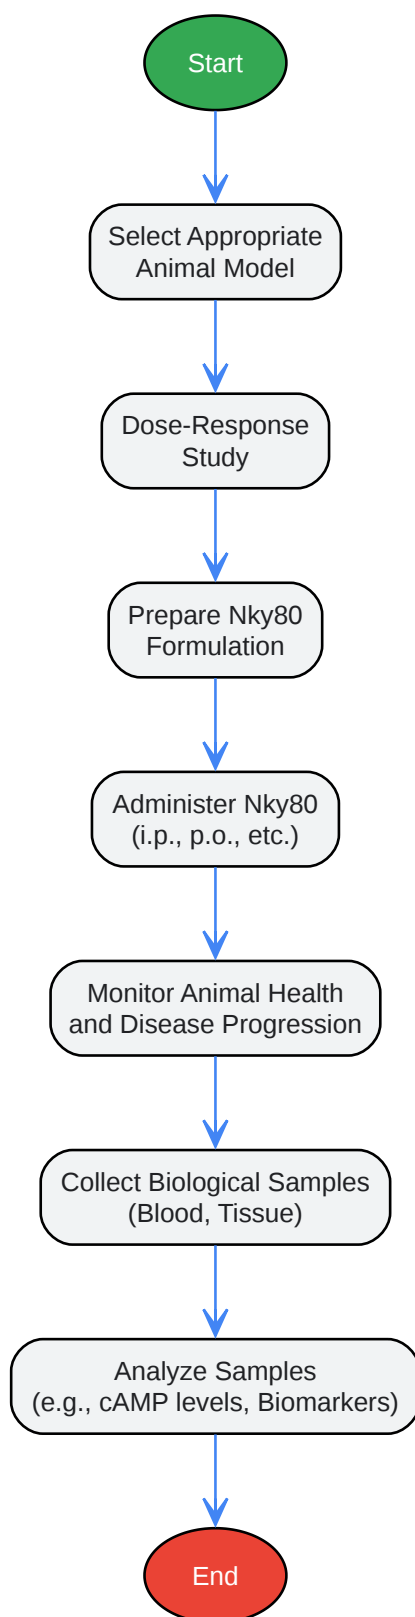 Start
Select Appropriate
Animal Model
Dose-Response
Study
Prepare Nky80
Formulation
Administer Nky80
(i.p., p.o., etc.)
Monitor Animal Health
and Disease Progression
Collect Biological Samples
(Blood, Tissue)
Analyze Samples
(e.g., cAMP levels, Biomarkers)
End